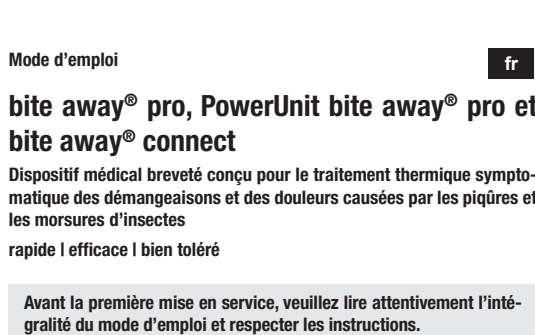 Mode d’emploi
fr
bite away® pro, PowerUnit bite away® pro et
bite away® connect
Dispositif médical breveté conçu pour le traitement thermique sympto-
matique des démangeaisons et des douleurs causées par les piqûres et
les morsures d’insectes
rapide l efficace l bien toléré
Avant la première mise en service, veuillez lire attentivement l’inté-
gralité du mode d’emploi et respecter les instructions.